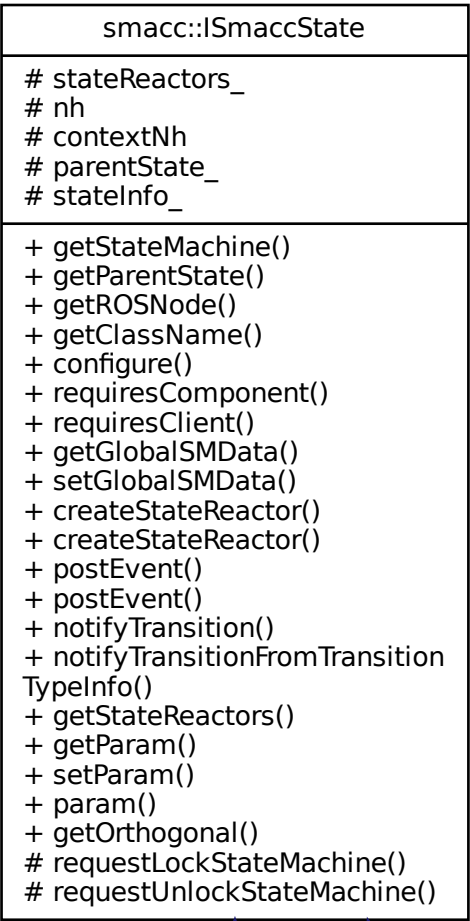 smacc::ISmaccState
# stateReactors_
# nh
# contextNh
# parentState_
# stateInfo_
+ getStateMachine()
+ getParentState()
+ getROSNode()
+ getClassName()
+ configure()
+ requiresComponent()
+ requiresClient()
+ getGlobalSMData()
+ setGlobalSMData()
+ createStateReactor()
+ createStateReactor()
+ postEvent()
+ postEvent()
+ notifyTransition()
+ notifyTransitionFromTransition
TypeInfo()
+ getStateReactors()
+ getParam()
+ setParam()
+ param()
+ getOrthogonal()
# requestLockStateMachine()
# requestUnlockStateMachine()